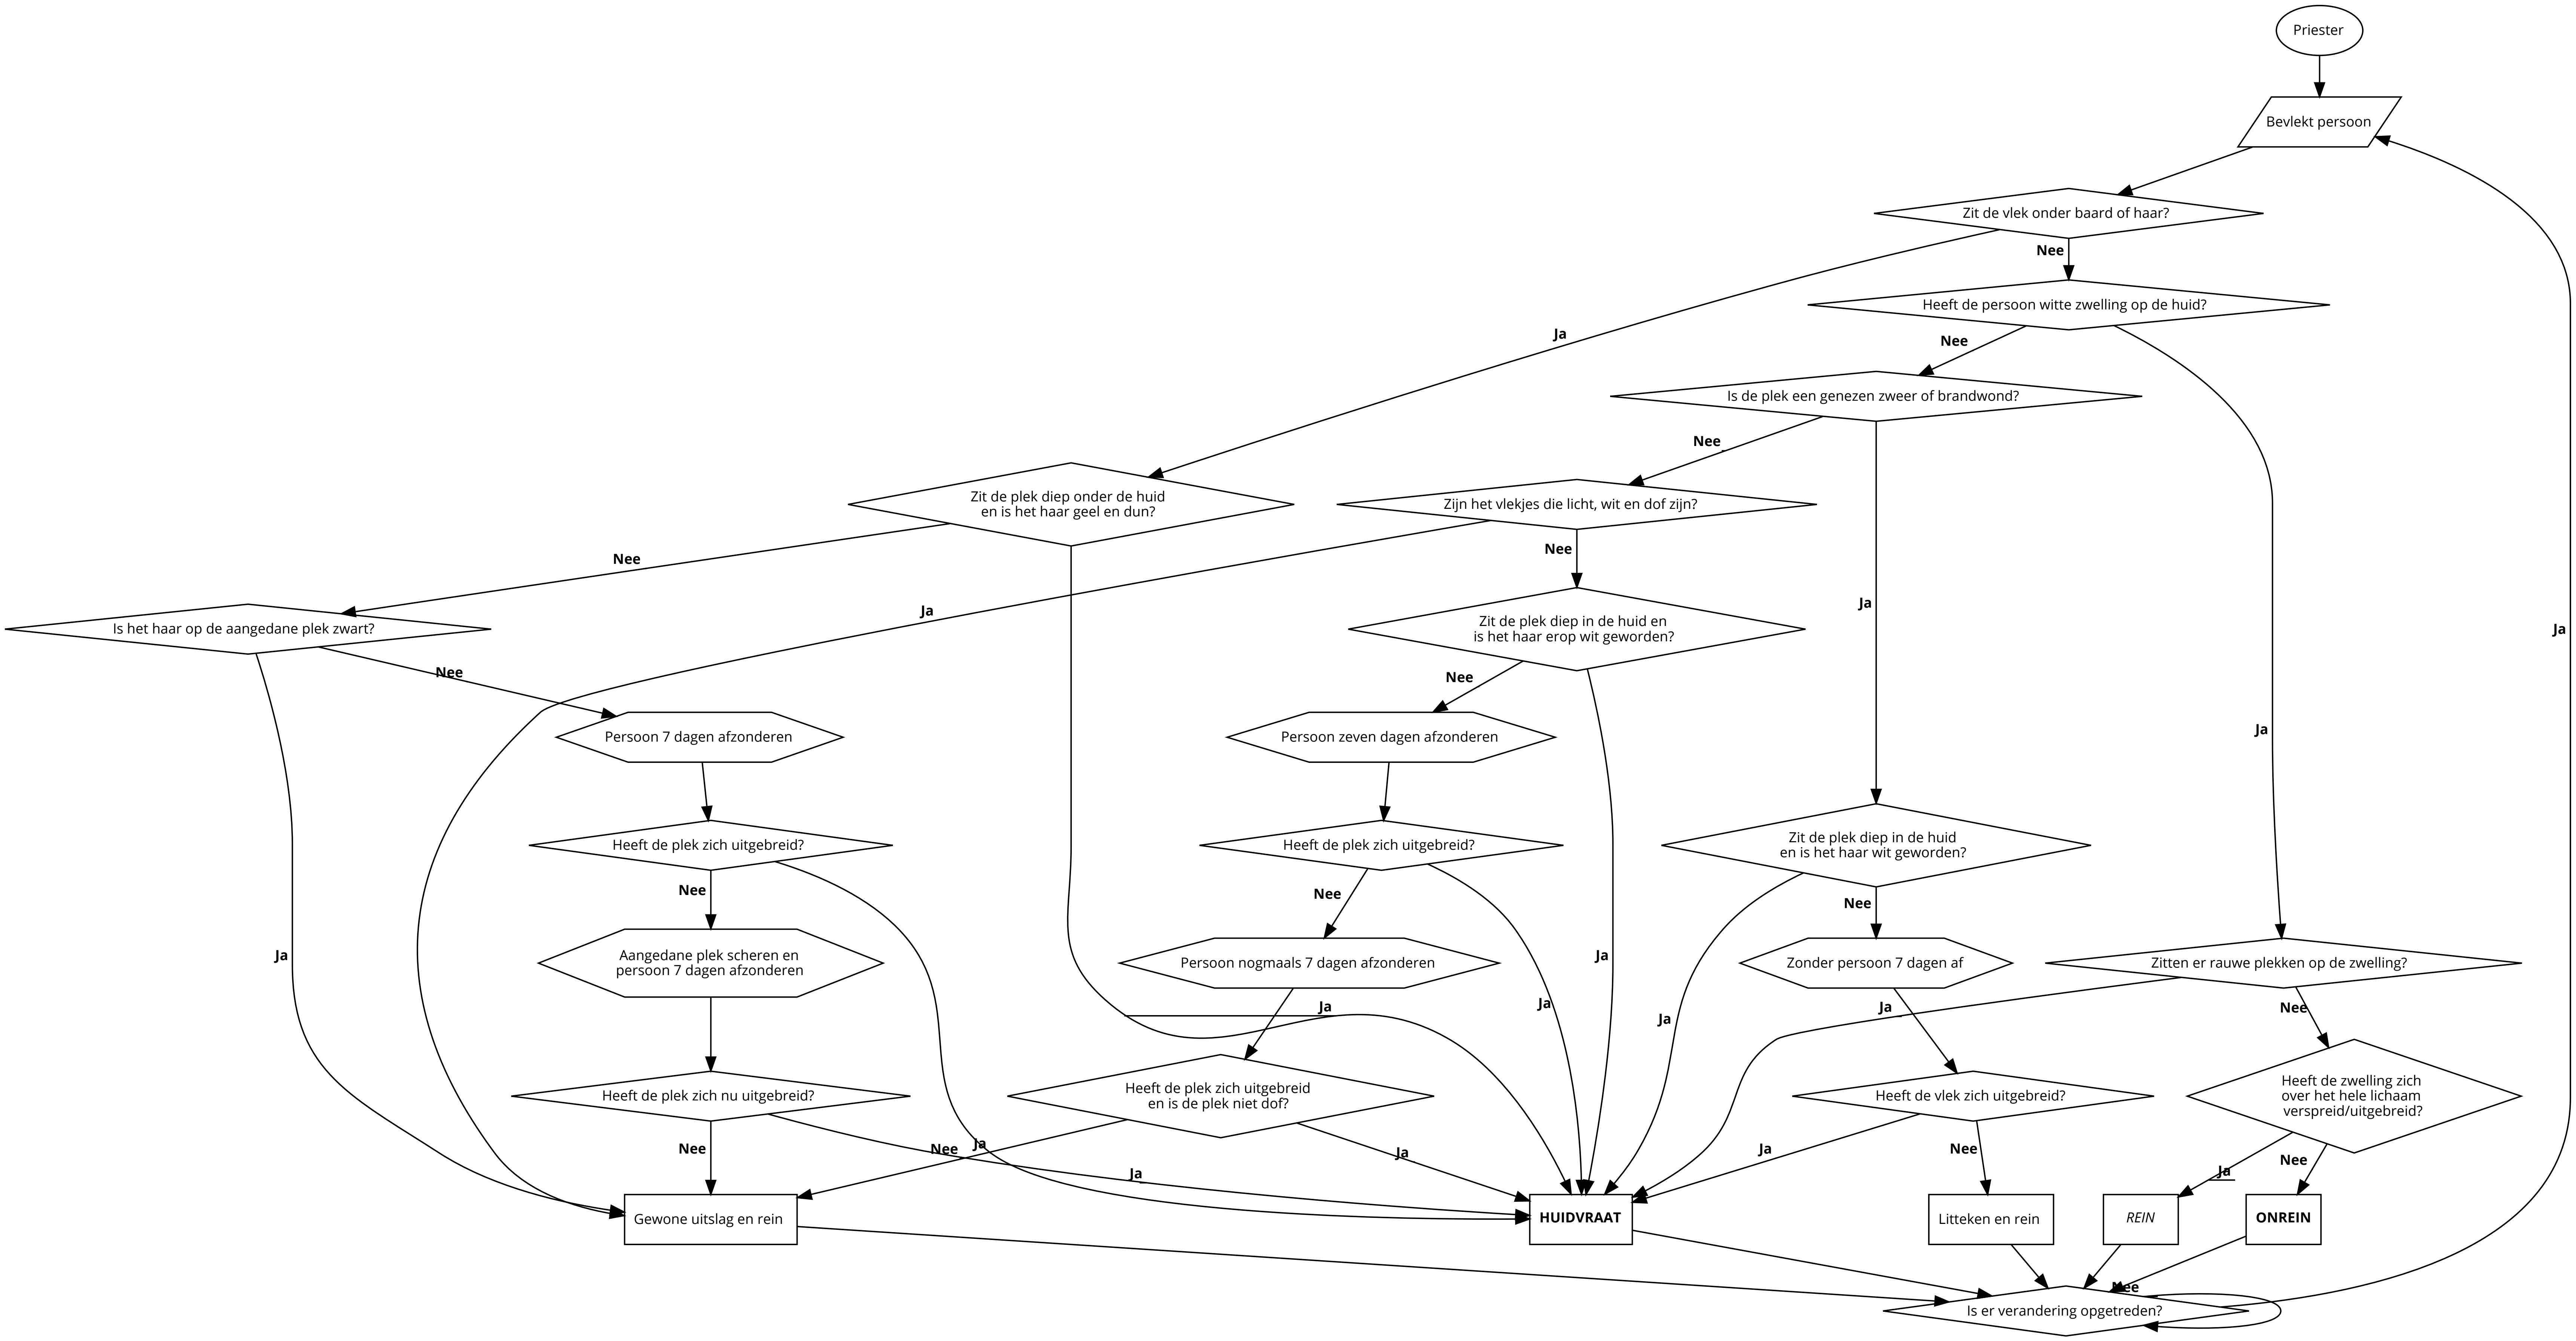 Priester
Bevlekt persoon
Zit de vlek onder baard of haar?
Nee
Heeft de persoon witte zwelling op de huid?
Ja
Nee
Is de plek een genezen zweer of brandwond?
Nee
Zit de plek diep onder de huid
en is het haar geel en dun?
Zijn het vlekjes die licht, wit en dof zijn?
Nee
Nee
Ja
Ja
Is het haar op de aangedane plek zwart?
Zit de plek diep in de huid en
is het haar erop wit geworden?
Ja
Nee
Nee
Ja
Persoon 7 dagen afzonderen
Persoon zeven dagen afzonderen
Heeft de plek zich uitgebreid?
Heeft de plek zich uitgebreid?
Zit de plek diep in de huid
en is het haar wit geworden?
Nee
Nee
Nee
Ja
Aangedane plek scheren en
persoon 7 dagen afzonderen
Persoon nogmaals 7 dagen afzonderen
Ja
Zonder persoon 7 dagen af
Zitten er rauwe plekken op de zwelling?
Ja
Ja
Ja
Ja
Nee
Heeft de plek zich nu uitgebreid?
Heeft de plek zich uitgebreid
en is de plek niet dof?
Heeft de vlek zich uitgebreid?
Heeft de zwelling zich
over het hele lichaam
verspreid/uitgebreid?
Nee
Nee
Ja
Ja
Ja
Ja
Nee
Ja
Nee
Gewone uitslag en rein
HUIDVRAAT
Litteken en rein
REIN
ONREIN
Nee
Is er verandering opgetreden?